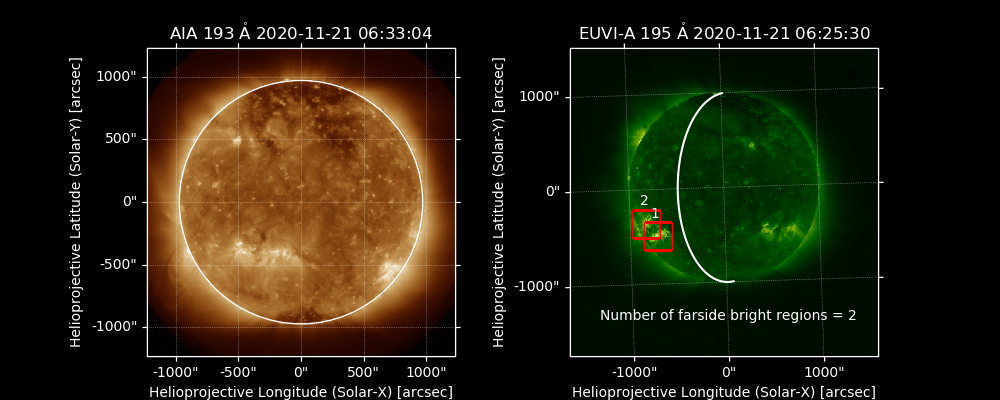 AIA 193 Å 2020-11-21 06:33:04
1000"
500"
0"
-500"
-1000"
-1000"
-500"
0"
500"
1000"
Helioprojective Longitude (Solar-X) [arcsec]
Helioprojective Latitude (Solar-Y) [arcsec]
EUVI-A 195 Å 2020-11-21 06:25:30
1000"
0"
-1000"
2
1
Number of farside bright regions = 2
-1000"
0"
1000"
Helioprojective Longitude (Solar-X) [arcsec]
Helioprojective Latitude (Solar-Y) [arcsec]